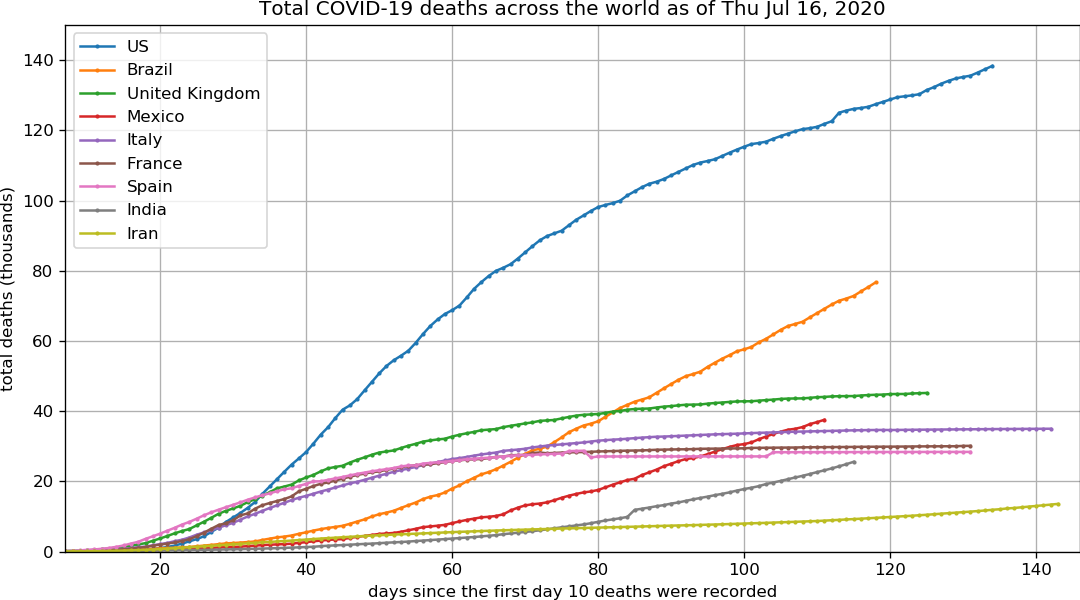 Total COVID-19 deaths across the world as of Thu Jul 16, 2020
US
Brazil
United Kingdom
Mexico
Italy
France
Spain
India
Iran
total deaths (thousands)
140
120
100
80
60
40
20
0
20 40 60 80 100 120 140
days since the first day 10 deaths were recorded